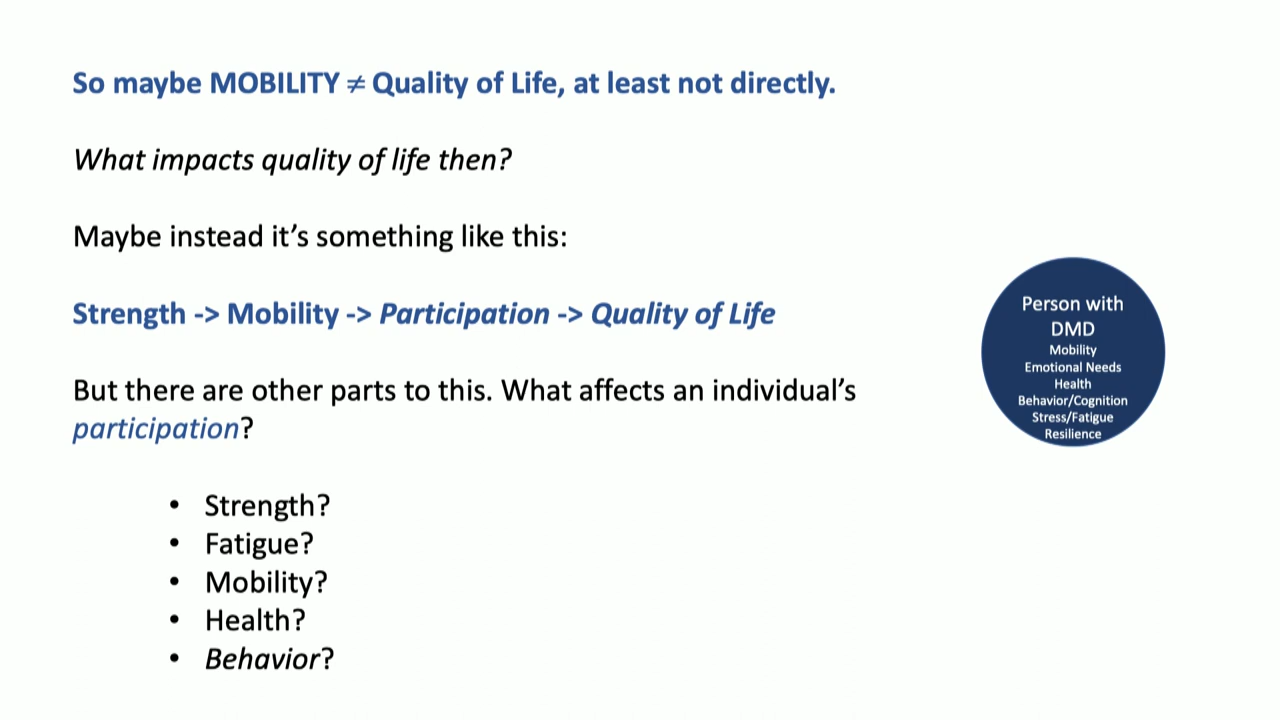 So maybe MOBILITY ≠ Quality of Life, at least not directly.
What impacts quality of life then?
Maybe instead it’s something like this:
Strength -> Mobility -> Participation -> Quality of Life
But there are other parts to this. What affects an individual’s
participation?
• Strength?
• Fatigue?
• Mobility?
• Health?
• Behavior?
Person with
DMD
Mobility
Emotional Needs
Health
Behavior/Cognition
Stress/Fatigue
Resilience